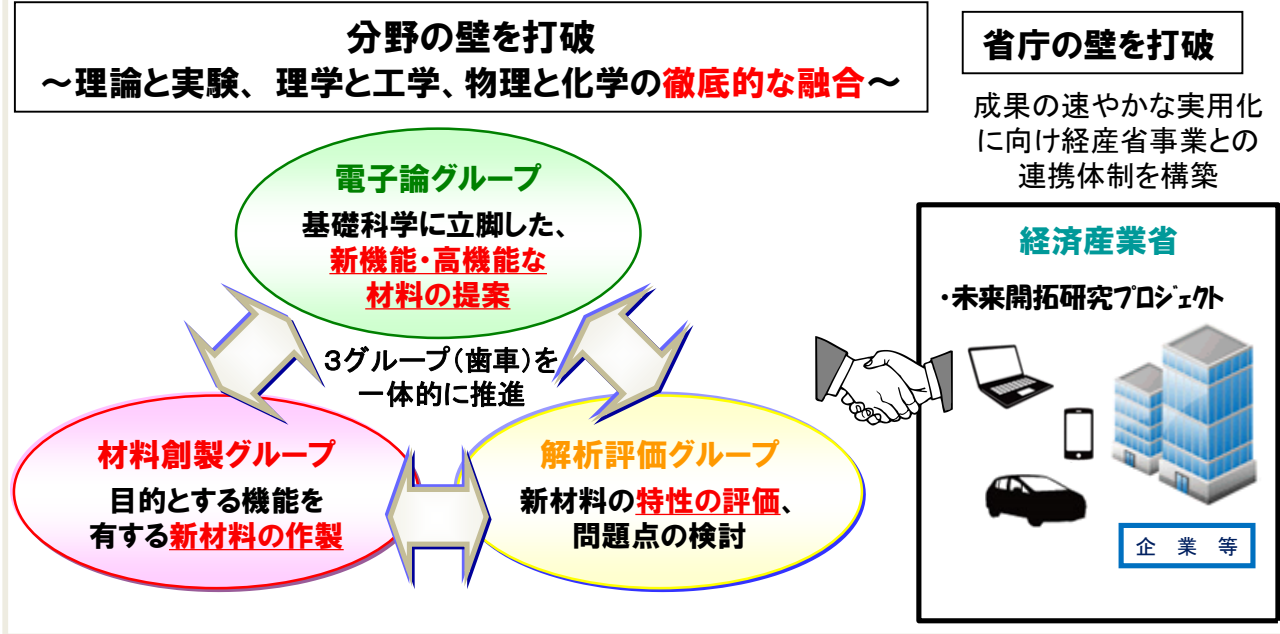 分野の壁を打破
～理論と実験、理学と工学、物理と化学の徹底的な融合～
電子論グループ
基礎科学に立脚した、
新機能・高機能な
材料の提案
3グループ(歯車)を
一体的に推進
材料創製グループ
目的とする機能を
有する新材料の作製
解析評価グループ
新材料の特性の評価、
問題点の検討
省庁の壁を打破
成果の速やかな実用化
に向け経産省事業との
連携体制を構築
経済産業省
・未来開拓研究プロジェクト
企 業 等